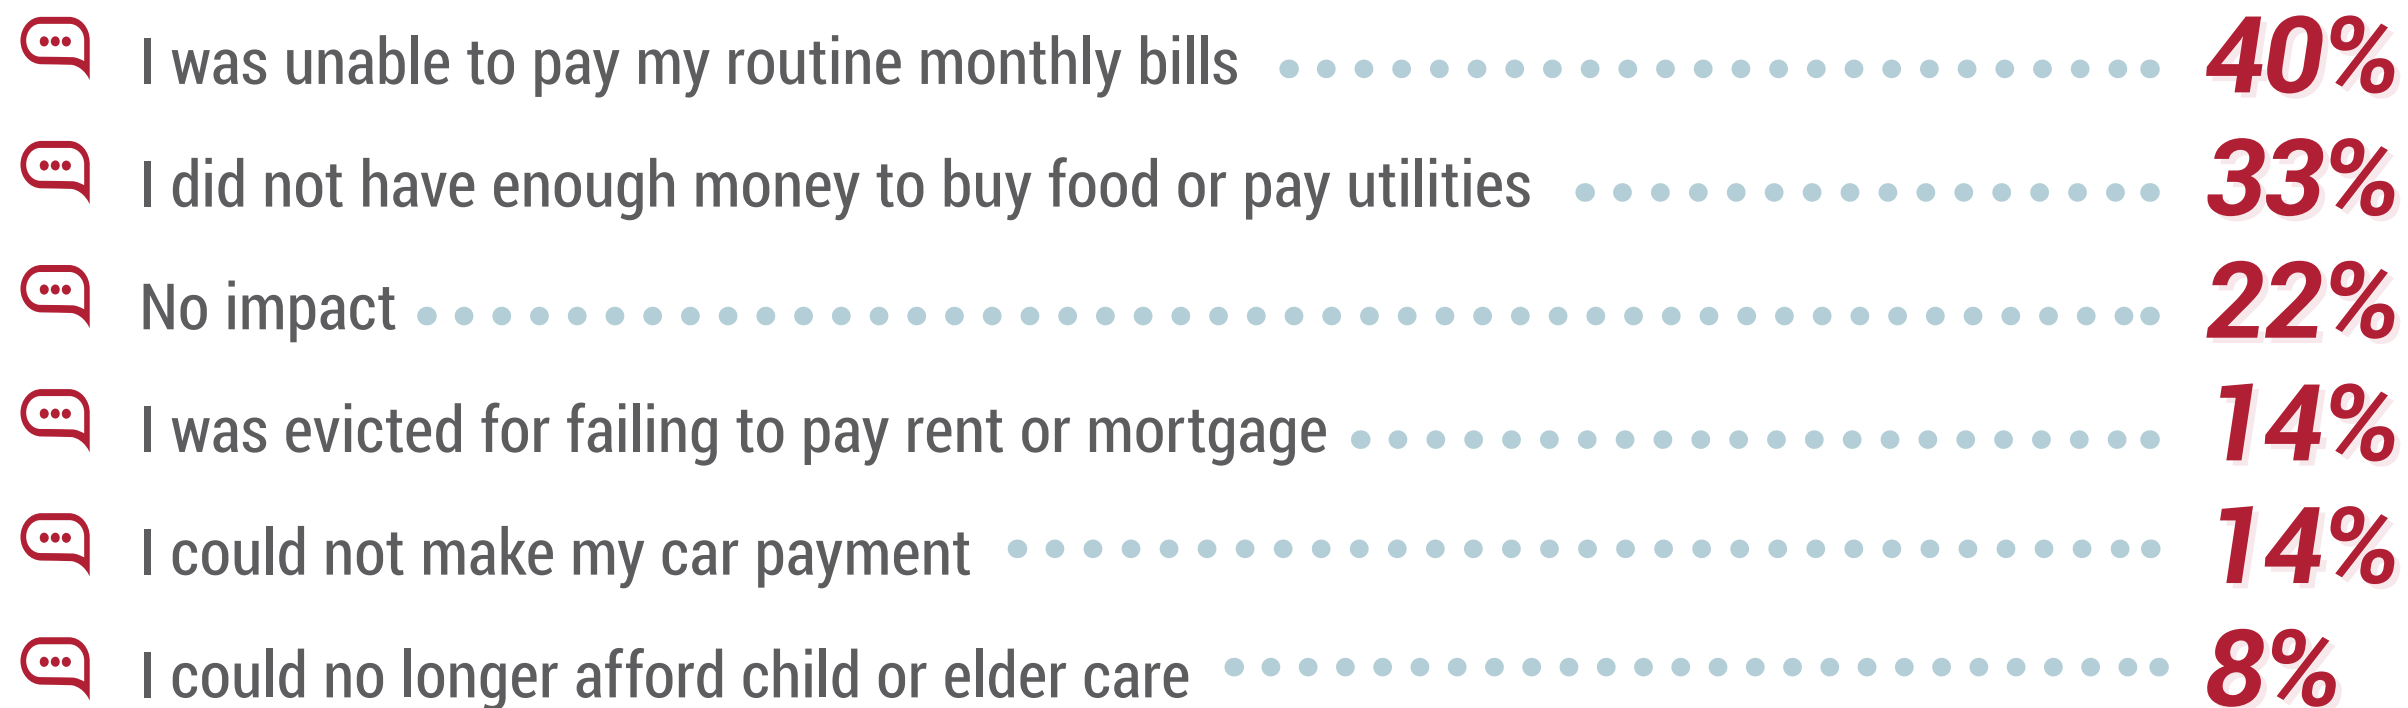 I was unable to pay my routine monthly bills 40%
I did not have enough money to buy food or pay utilities 33%
No impact 22%
I was evicted for failing to pay rent or mortgage 14%
I could not make my car payment 14%
I could no longer afford child or elder care 8%